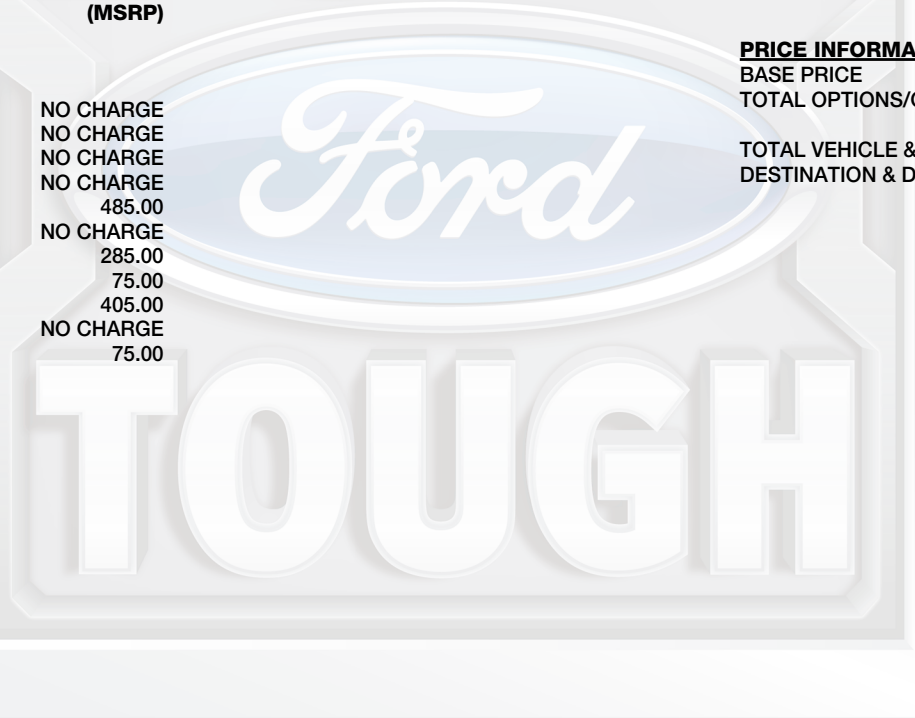 (MSRP)
NO CHARGE
NO CHARGE
NO CHARGE
NO CHARGE
485.00
NO CHARGE
285.00
75.00
405.00
NO CHARGE
75.00
PRICE INFORMA
BASE PRICE
TOTAL OPTIONS/
TOTAL VEHICLE &
DESTINATION & D
Ford
TOUGH